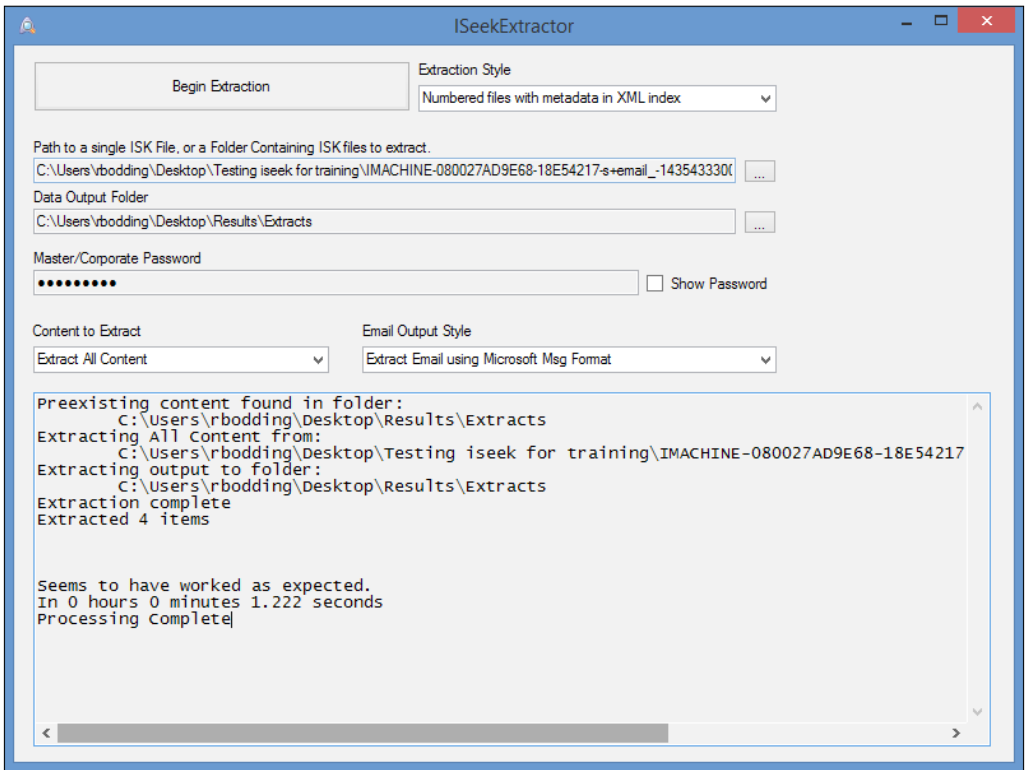 ISeekExtractor
Begin Extraction
Extraction Style
Numbered files with metadata in XML index
Path to a single ISK File, or a Folder Containing ISK files to extract.
C:\Users\rbodding\Desktop\Testing iseek for training\IMACHINE-080027AD9E68-18E54217-s+email_-1435433300
...
Data Output Folder
C:\Users\rbodding\Desktop\Results\Extracts
...
Master/Corporate Password
•••••••••
Show Password
Content to Extract
Email Output Style
Extract All Content
Extract Email using Microsoft Msg Format
Preexisting content found in folder:
C:\Users\rbodding\Desktop\Results\Extracts
Extracting All Content from:
C:\Users\rbodding\Desktop\Testing iseek for training\IMACHINE-080027AD9E68-18E54217
Extracting output to folder:
C:\Users\rbodding\Desktop\Results\Extracts
Extraction complete
Extracted 4 items
Seems to have worked as expected.
In 0 hours 0 minutes 1.222 seconds
Processing Complete